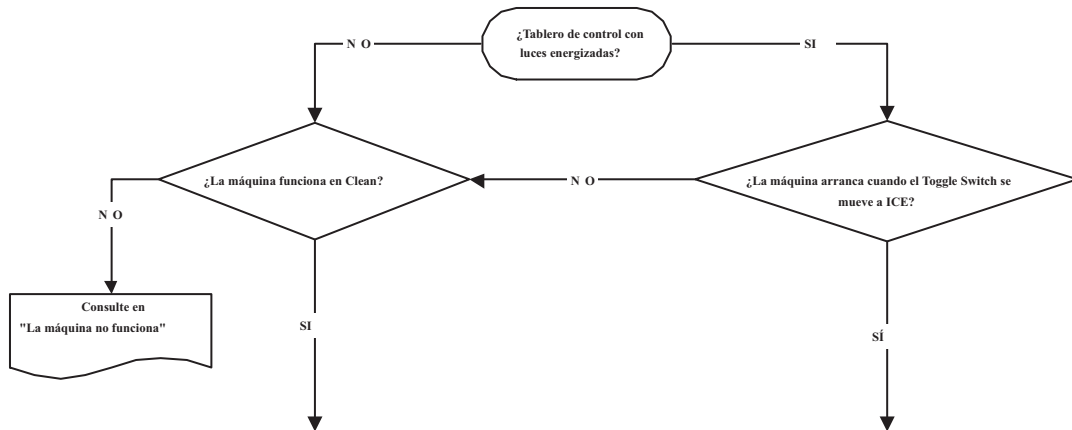 ¿Tablero de control con
luces energizadas?
N O
SI
¿La máquina funciona en Clean?
N O
¿La máquina arranca cuando el Toggle Switch se
mueve a ICE?
N O
Consulte en
"La máquina no funciona"
SI
SÍ